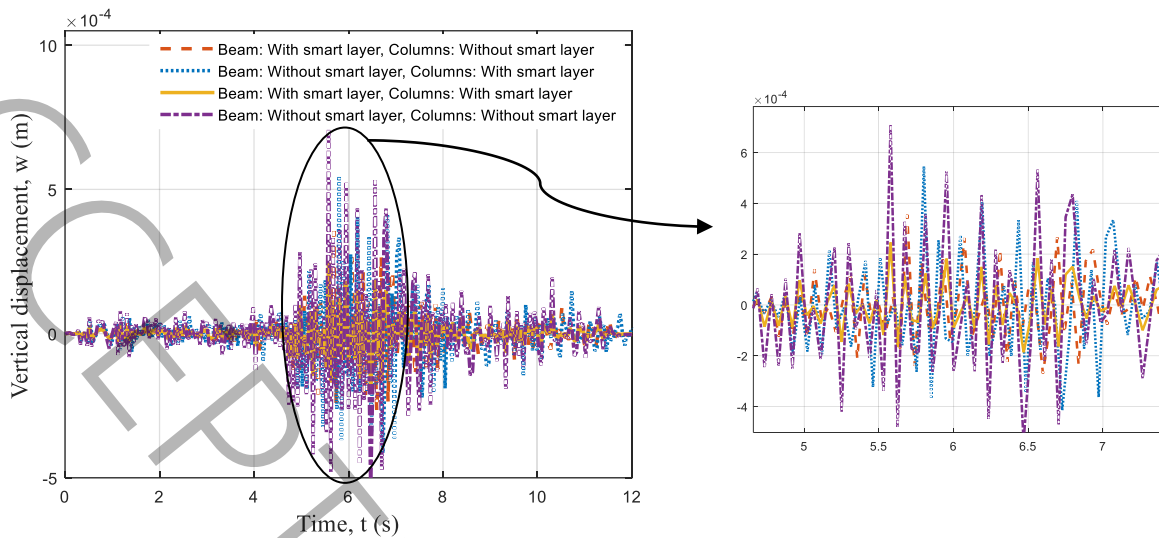 ×10⁻⁴
10
5
0
-5
Vertical displacement, w (m)
Beam: With smart layer, Columns: Without smart layer
Beam: Without smart layer, Columns: With smart layer
Beam: With smart layer, Columns: With smart layer
Beam: Without smart layer, Columns: Without smart layer
0 2 4 6 8 10 12
Time, t (s)
×10⁻⁴
6
4
2
0
-2
-4
5 5.5 6 6.5 7
CEPT